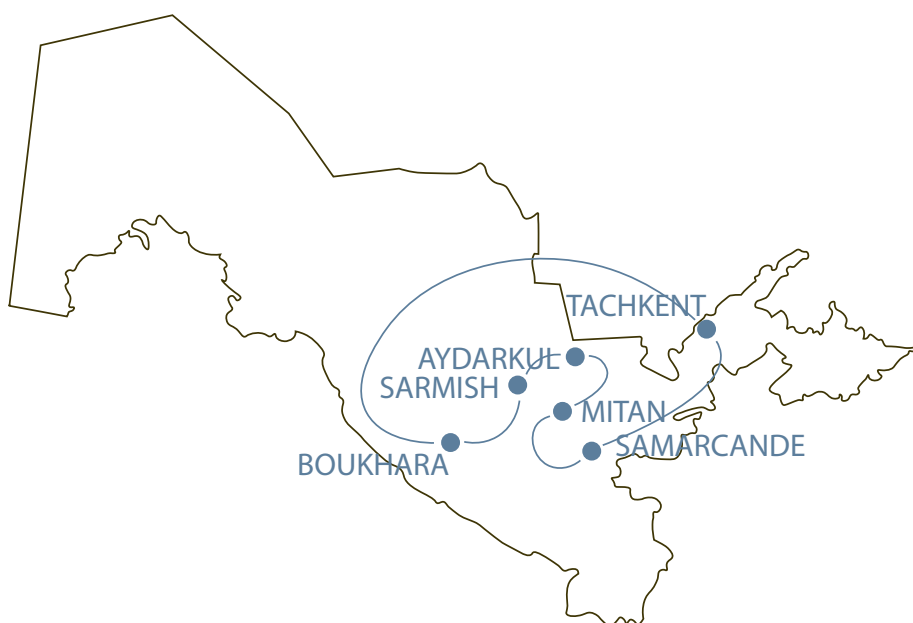 TACHKENT
AYDARKUL
SARMISH
MITAN
SAMARCANDE
BOUKHARA